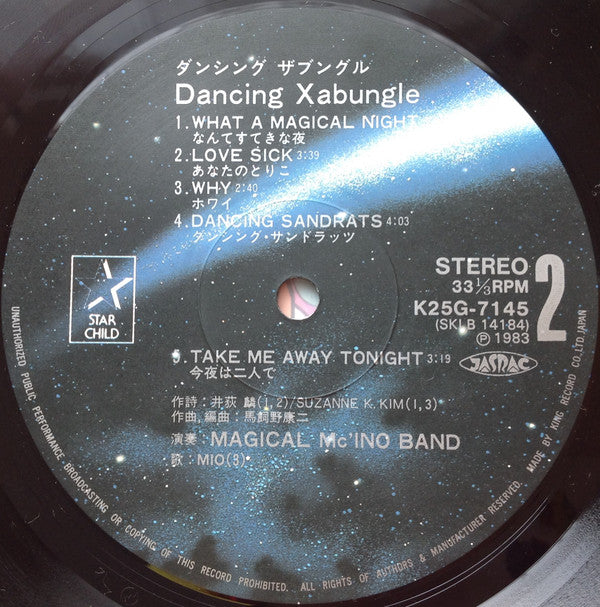 ダンシング ザブングル
Dancing Xabungle
1.WHAT A MAGICAL NIGHT
なんてすてきな夜
2.LOVE SICK 3:39
あなたのとりこ
3.WHY 2:40
ホワイ
4.DANCING SANDRATS 4:03
ダンシング・サンドラッツ
STAR
CHILD
STEREO
33 1/3 RPM
K25G-7145
(SKLB 14184)
Ⓟ 1983
2
JASRAC
5.TAKE ME AWAY TONIGHT 3:19
今夜は二人で
作詩：井荻 麟(1,2)/SUZANNE K.KIM(1,3)
作曲,編曲：馬飼野康二
演奏：MAGICAL Mc'INO BAND
歌：MIO(3)
UNAUTHORIZED PUBLIC PERFORMANCE, BROADCASTING OR COPYING OF THIS RECORD PROHIBITED. ALL RIGHTS OF AUTHORS & MANUFACTURER RESERVED. MADE BY KING RECORD CO.,LTD. JAPAN